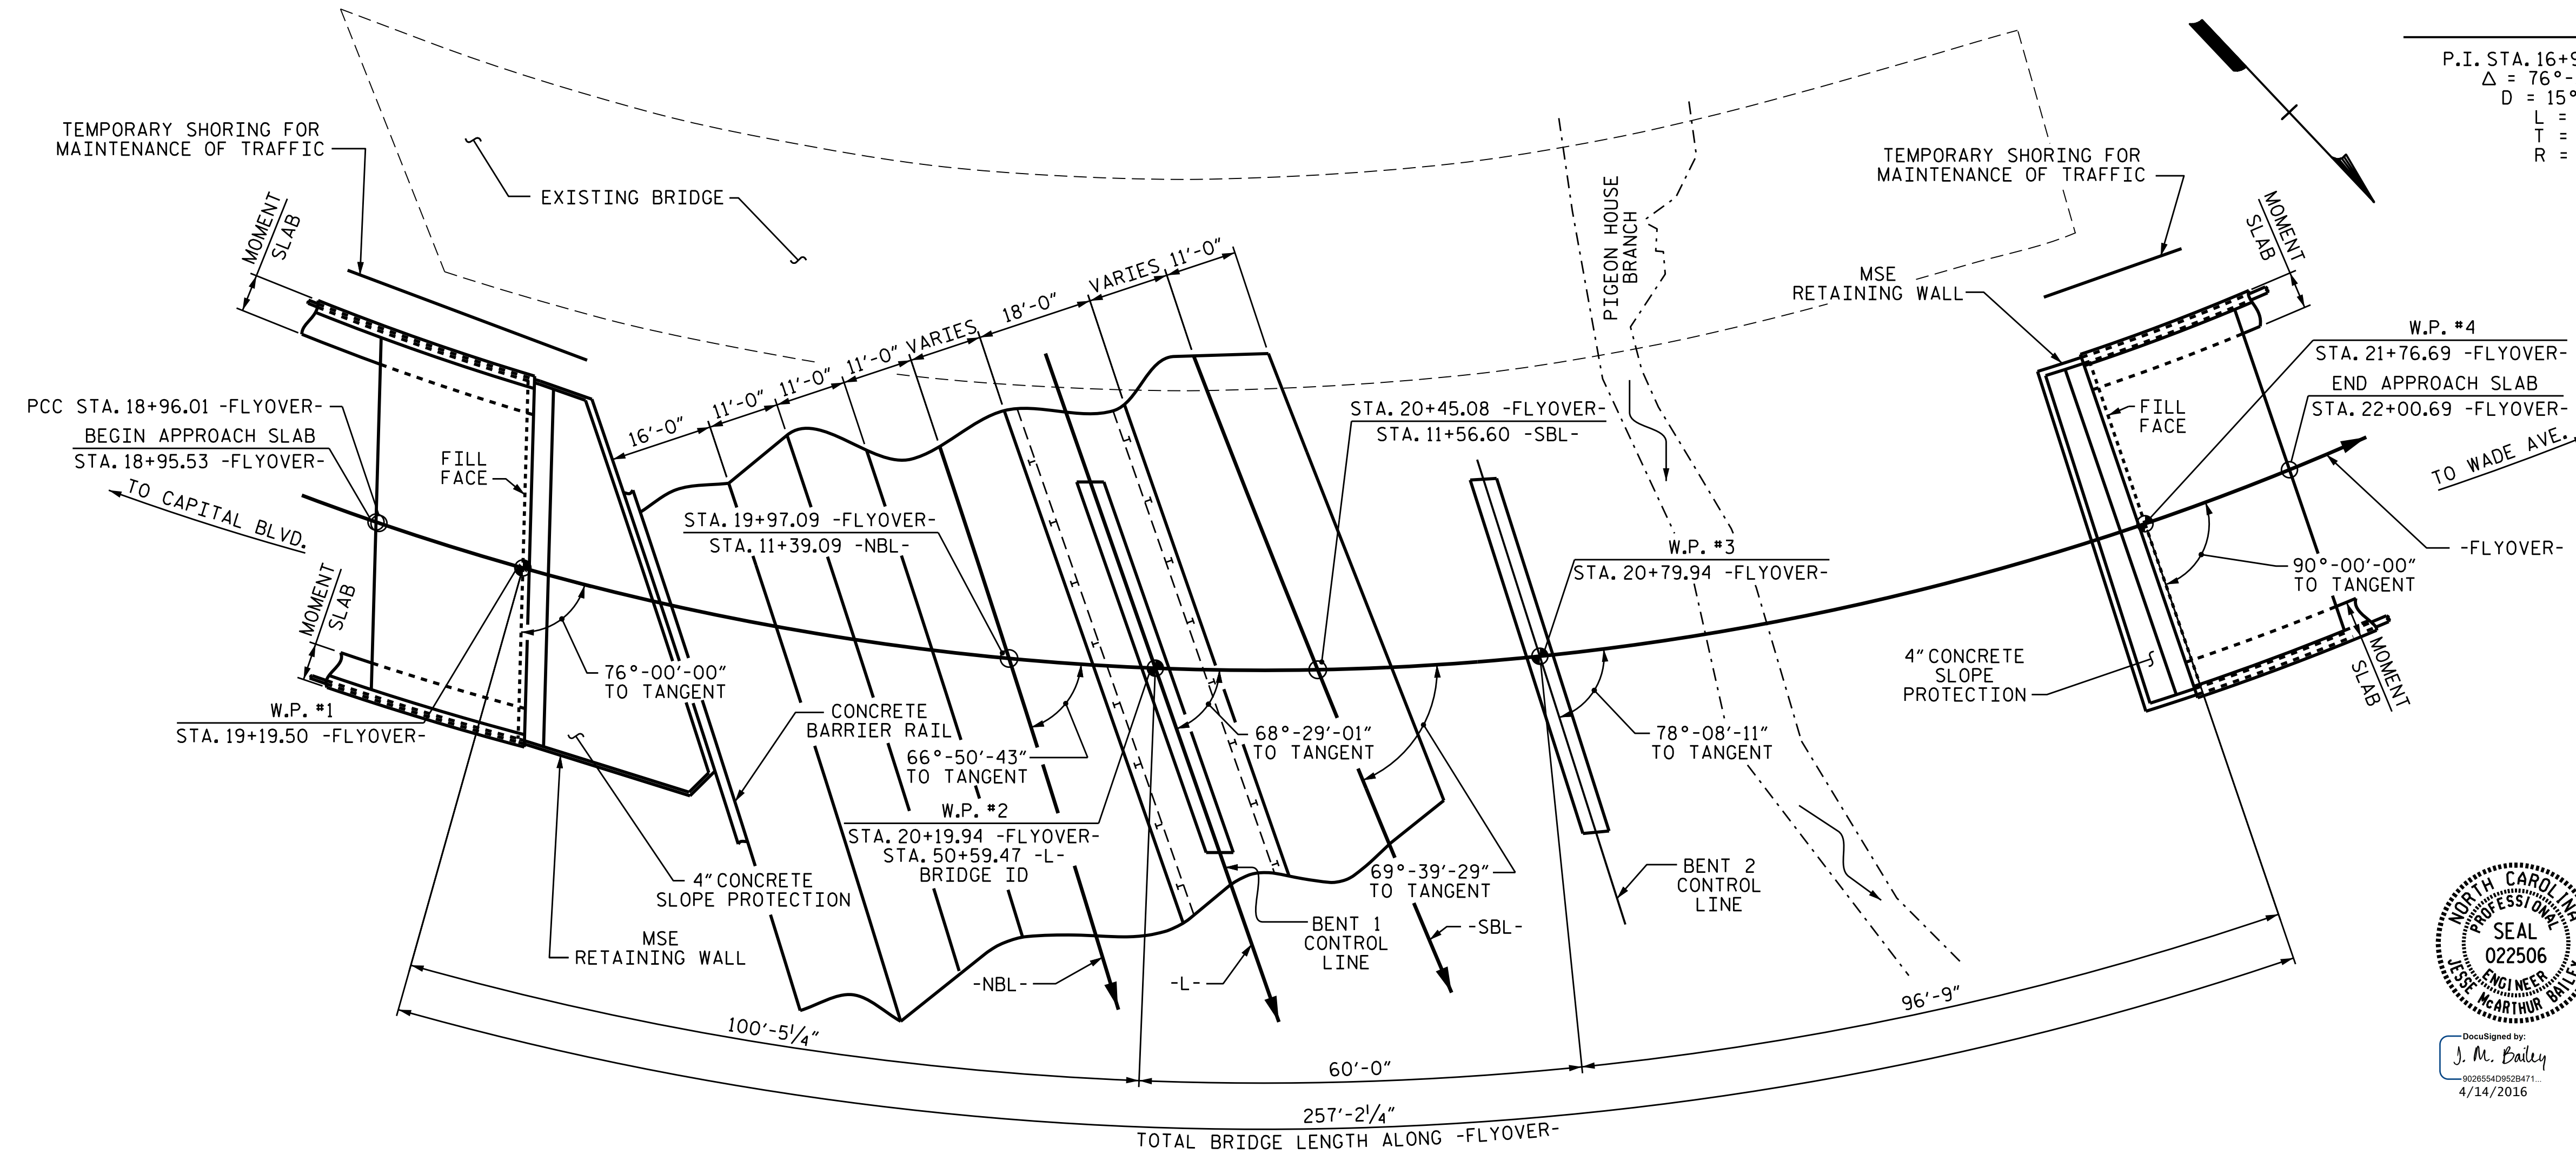 P.I. STA. 16+9
Δ = 76°-
D = 15°
L =
T =
R =
TEMPORARY SHORING FOR
MAINTENANCE OF TRAFFIC
EXISTING BRIDGE
MOMENT
SLAB
PIGEON HOUSE
BRANCH
TEMPORARY SHORING FOR
MAINTENANCE OF TRAFFIC
MSE
RETAINING WALL
MOMENT
SLAB
W.P. #4
STA. 21+76.69 -FLYOVER-
END APPROACH SLAB
STA. 22+00.69 -FLYOVER-
TO WADE AVE.
FILL
FACE
16'-0"
11'-0"
11'-0"
11'-0"
VARIES
18'-0"
VARIES
11'-0"
PCC STA. 18+96.01 -FLYOVER-
BEGIN APPROACH SLAB
STA. 18+95.53 -FLYOVER-
TO CAPITAL BLVD.
FILL
FACE
STA. 20+45.08 -FLYOVER-
STA. 11+56.60 -SBL-
STA. 19+97.09 -FLYOVER-
STA. 11+39.09 -NBL-
W.P. #3
STA. 20+79.94 -FLYOVER-
-FLYOVER-
90°-00'-00"
TO TANGENT
MOMENT
SLAB
W.P. #1
STA. 19+19.50 -FLYOVER-
76°-00'-00"
TO TANGENT
CONCRETE
BARRIER RAIL
66°-50'-43"
TO TANGENT
68°-29'-01"
TO TANGENT
78°-08'-11"
TO TANGENT
4" CONCRETE
SLOPE
PROTECTION
MOMENT
SLAB
W.P. #2
STA. 20+19.94 -FLYOVER-
STA. 50+59.47 -L-
BRIDGE ID
69°-39'-29"
TO TANGENT
BENT 2
CONTROL
LINE
4" CONCRETE
SLOPE PROTECTION
MSE
RETAINING WALL
BENT 1
CONTROL
LINE
-SBL-
-NBL-
-L-
100'-5¼"
60'-0"
96'-9"
257'-2¼"
TOTAL BRIDGE LENGTH ALONG -FLYOVER-
NORTH CAROLINA
PROFESSIONAL
SEAL
022506
ENGINEER
JESSE McARTHUR BAILEY
DocuSigned by:
J. M. Bailey
9026554D952B471...
4/14/2016